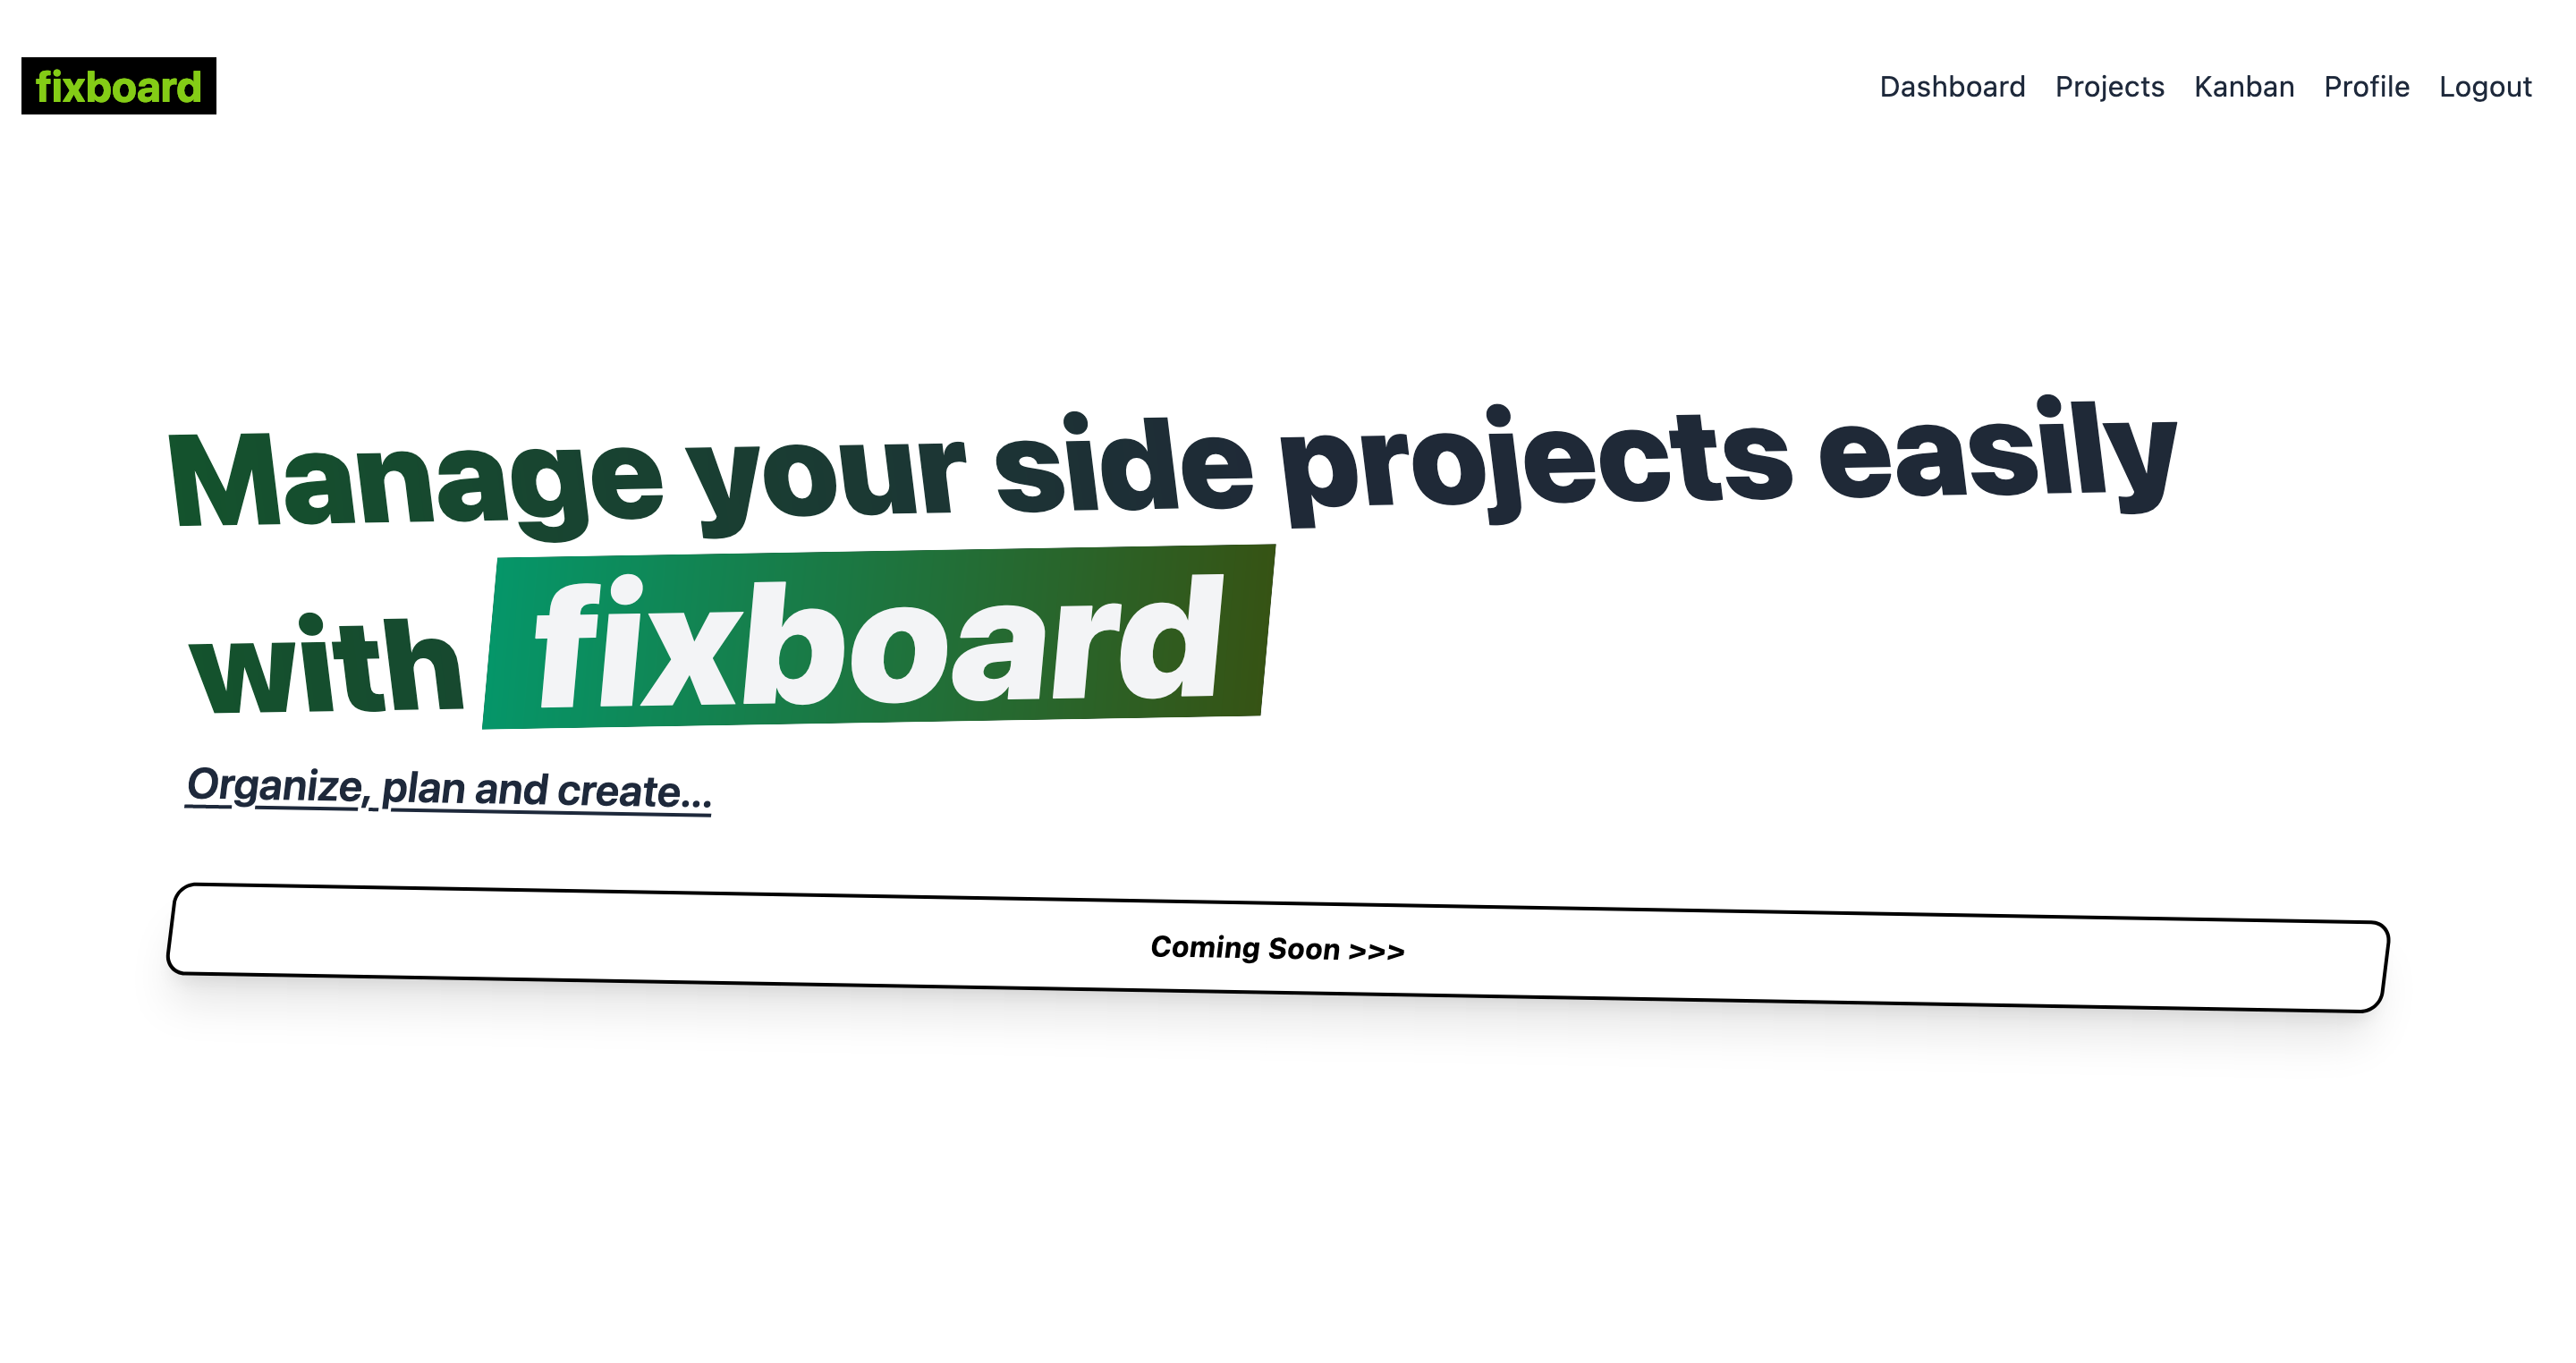 fixboard
Dashboard Projects Kanban Profile Logout
Manage your side projects easily
with fixboard
Organize, plan and create...
Coming Soon >>>